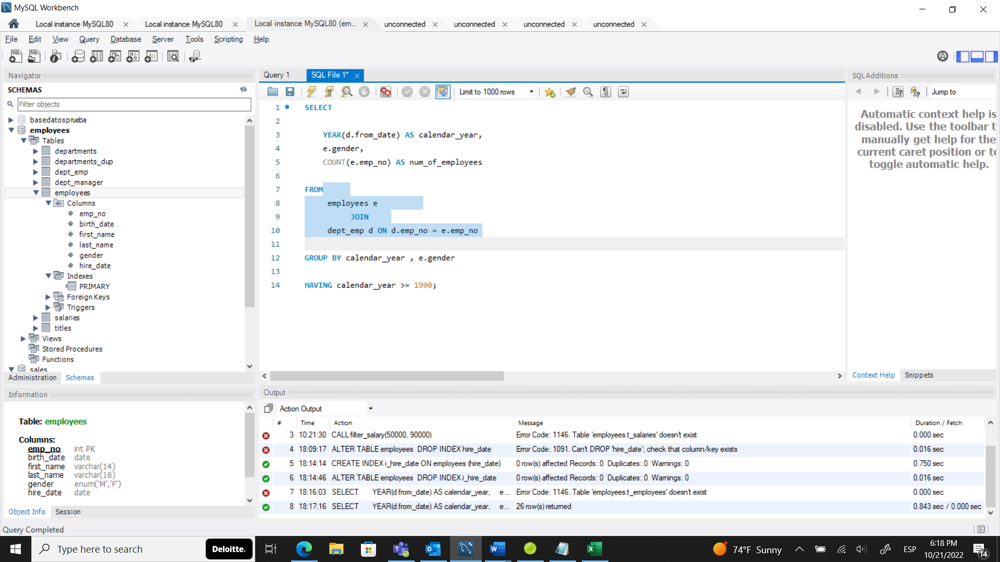 MySQL Workbench
Local instance MySQL80
Local instance MySQL80
Local instance MySQL80 (em...
unconnected
unconnected
unconnected
unconnected
File Edit View Query Database Server Tools Scripting Help
Navigator
SCHEMAS
Filter objects
basedatosprueba
employees
Tables
departments
departments_dup
dept_emp
dept_manager
employees
Columns
emp_no
birth_date
first_name
last_name
gender
hire_date
Indexes
PRIMARY
Foreign Keys
Triggers
salaries
titles
Views
Stored Procedures
Functions
sales
Administration Schemas
Information
Table: employees
Columns:
emp_no int PK
birth_date date
first_name varchar(14)
last_name varchar(16)
gender enum('M','F')
hire_date date
Object Info Session
Query Completed
Query 1 SQL File 1*
Limit to 1000 rows
1 SELECT
2
3 YEAR(d.from_date) AS calendar_year,
4 e.gender,
5 COUNT(e.emp_no) AS num_of_employees
6
7 FROM
8 employees e
9 JOIN
10 dept_emp d ON d.emp_no = e.emp_no
11
12 GROUP BY calendar_year , e.gender
13
14 HAVING calendar_year >= 1990;
SQLAdditions
Jump to
Automatic context help is
disabled. Use the toolbar t
manually get help for the
current caret position or to
toggle automatic help.
Context Help Snippets
Output
Action Output
# Time Action Message Duration / Fetch
3 10:21:30 CALL filter_salary(50000, 90000) Error Code: 1146. Table 'employees.t_salaries' doesn't exist 0.000 sec
4 18:09:17 ALTER TABLE employees DROP INDEX hire_date Error Code: 1091. Can't DROP 'hire_date'; check that column/key exists 0.016 sec
5 18:14:14 CREATE INDEX i_hire_date ON employees (hire_date) 0 row(s) affected Records: 0 Duplicates: 0 Warnings: 0 0.750 sec
6 18:14:46 ALTER TABLE employees DROP INDEX i_hire_date 0 row(s) affected Records: 0 Duplicates: 0 Warnings: 0 0.016 sec
7 18:16:03 SELECT YEAR(d.from_date) AS calendar_year, e... Error Code: 1146. Table 'employees.t_employees' doesn't exist 0.000 sec
8 18:17:16 SELECT YEAR(d.from_date) AS calendar_year, e... 26 row(s) returned 0.843 sec / 0.000 sec
Type here to search
Deloitte.
74°F Sunny
ESP
6:18 PM
10/21/2022
14